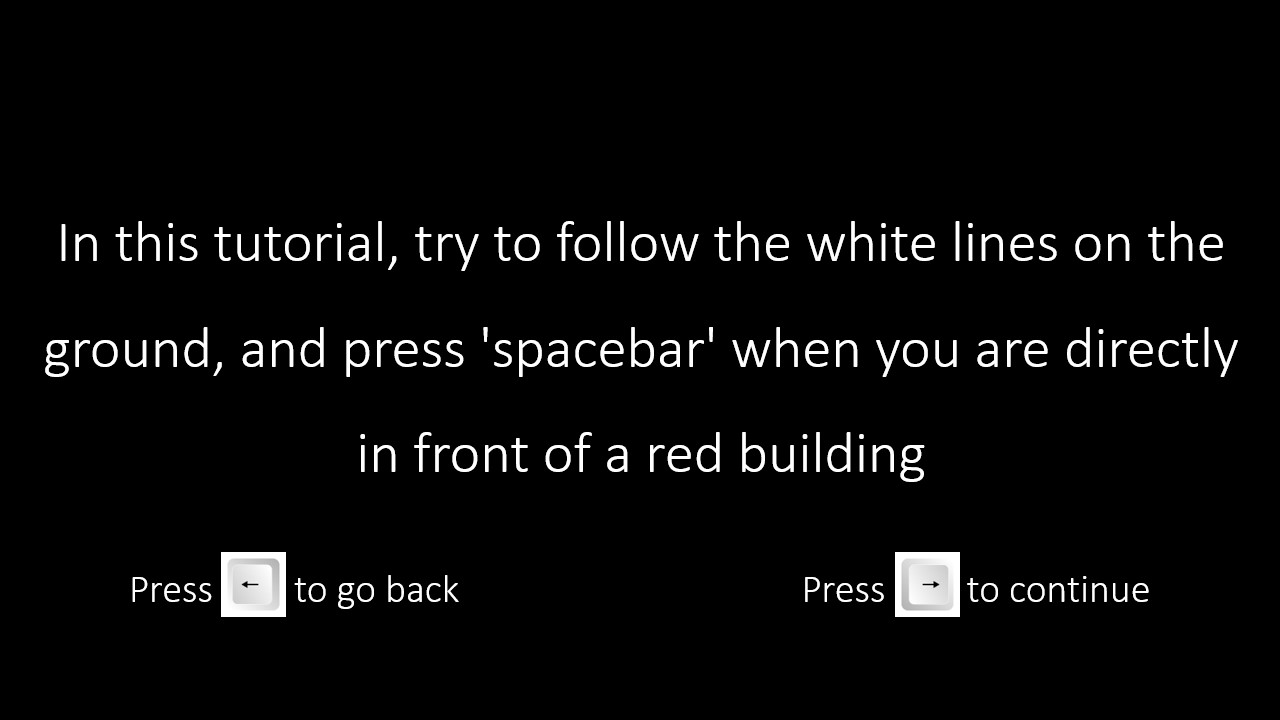 In this tutorial, try to follow the white lines on the
ground, and press 'spacebar' when you are directly
in front of a red building
Press ← to go back
Press → to continue